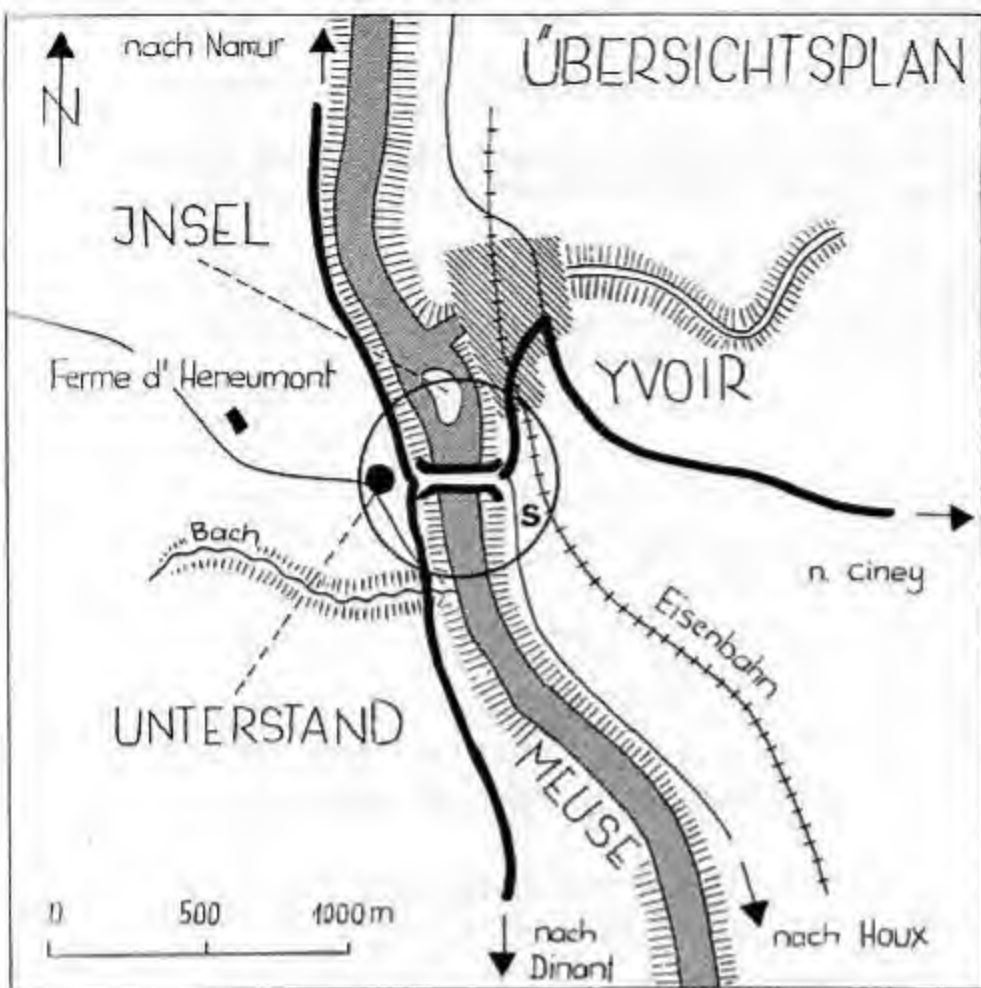 nach Namur
ÜBERSICHTSPLAN
N
JNSEL
Ferme d' Heneumont
YVOIR
S
Bach
n. Ciney
Eisenbahn
UNTERSTAND
MEUSE
0 500 1000 m
nach
Dinant
nach Houx